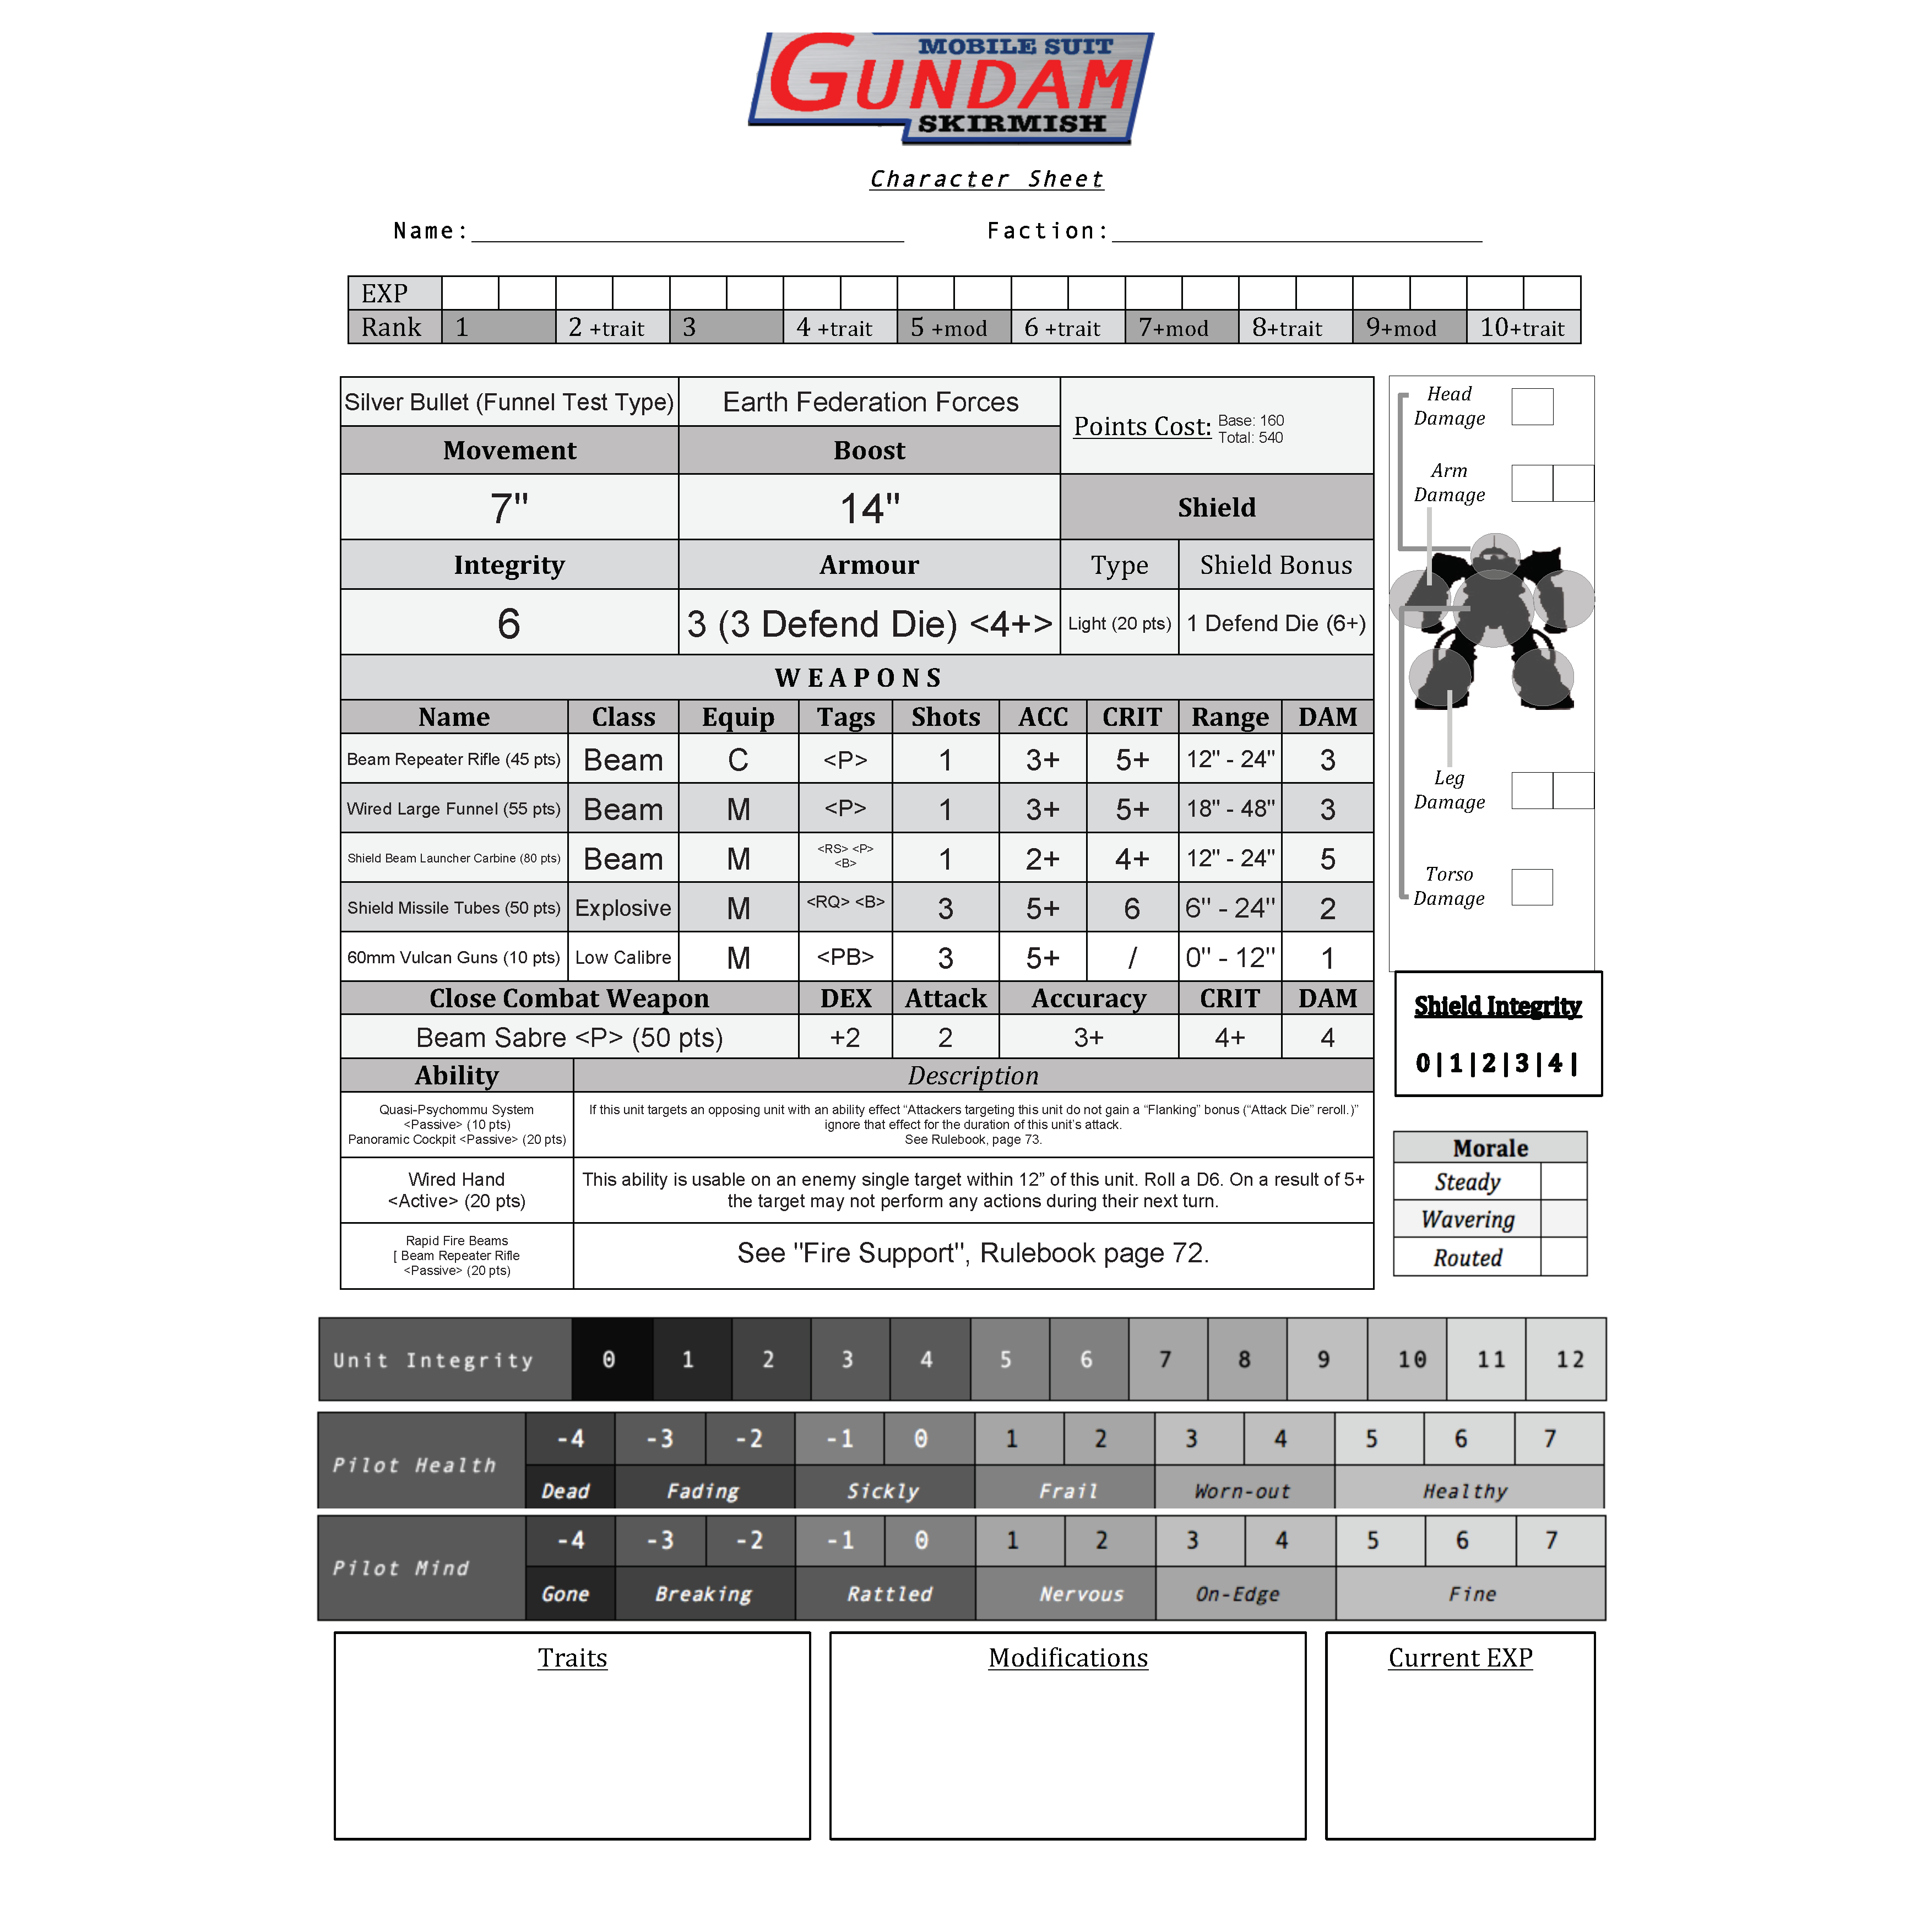 MOBILE SUIT
GUNDAM
SKIRMISH
Character Sheet
Name: Faction:
EXP
Rank 1 2 +trait 3 4 +trait 5 +mod 6 +trait 7+mod 8+trait 9+mod 10+trait
Silver Bullet (Funnel Test Type) Earth Federation Forces Points Cost: Base: 160
Total: 540
Movement Boost
7" 14" Shield
Integrity Armour Type Shield Bonus
6 3 (3 Defend Die) <4+> Light (20 pts) 1 Defend Die (6+)
WEAPONS
Name Class Equip Tags Shots ACC CRIT Range DAM
Beam Repeater Rifle (45 pts) Beam C <P> 1 3+ 5+ 12" - 24" 3
Wired Large Funnel (55 pts) Beam M <P> 1 3+ 5+ 18" - 48" 3
Shield Beam Launcher Carbine (80 pts) Beam M <RS> <P> <B> 1 2+ 4+ 12" - 24" 5
Shield Missile Tubes (50 pts) Explosive M <RQ> <B> 3 5+ 6 6" - 24" 2
60mm Vulcan Guns (10 pts) Low Calibre M <PB> 3 5+ / 0" - 12" 1
Close Combat Weapon DEX Attack Accuracy CRIT DAM
Beam Sabre <P> (50 pts) +2 2 3+ 4+ 4
Ability Description
Quasi-Psychommu System
<Passive> (10 pts)
Panoramic Cockpit <Passive> (20 pts)
If this unit targets an opposing unit with an ability effect “Attackers targeting this unit do not gain a “Flanking” bonus (“Attack Die” reroll.)”
ignore that effect for the duration of this unit’s attack.
See Rulebook, page 73.
Wired Hand
<Active> (20 pts)
This ability is usable on an enemy single target within 12” of this unit. Roll a D6. On a result of 5+
the target may not perform any actions during their next turn.
Rapid Fire Beams
[ Beam Repeater Rifle
<Passive> (20 pts)
See "Fire Support", Rulebook page 72.
Head
Damage
Arm
Damage
Leg
Damage
Torso
Damage
Shield Integrity
0|1|2|3|4|
Morale
Steady
Wavering
Routed
Unit Integrity 0 1 2 3 4 5 6 7 8 9 10 11 12
Pilot Health -4 -3 -2 -1 0 1 2 3 4 5 6 7
Dead Fading Sickly Frail Worn-out Healthy
Pilot Mind -4 -3 -2 -1 0 1 2 3 4 5 6 7
Gone Breaking Rattled Nervous On-Edge Fine
Traits Modifications Current EXP